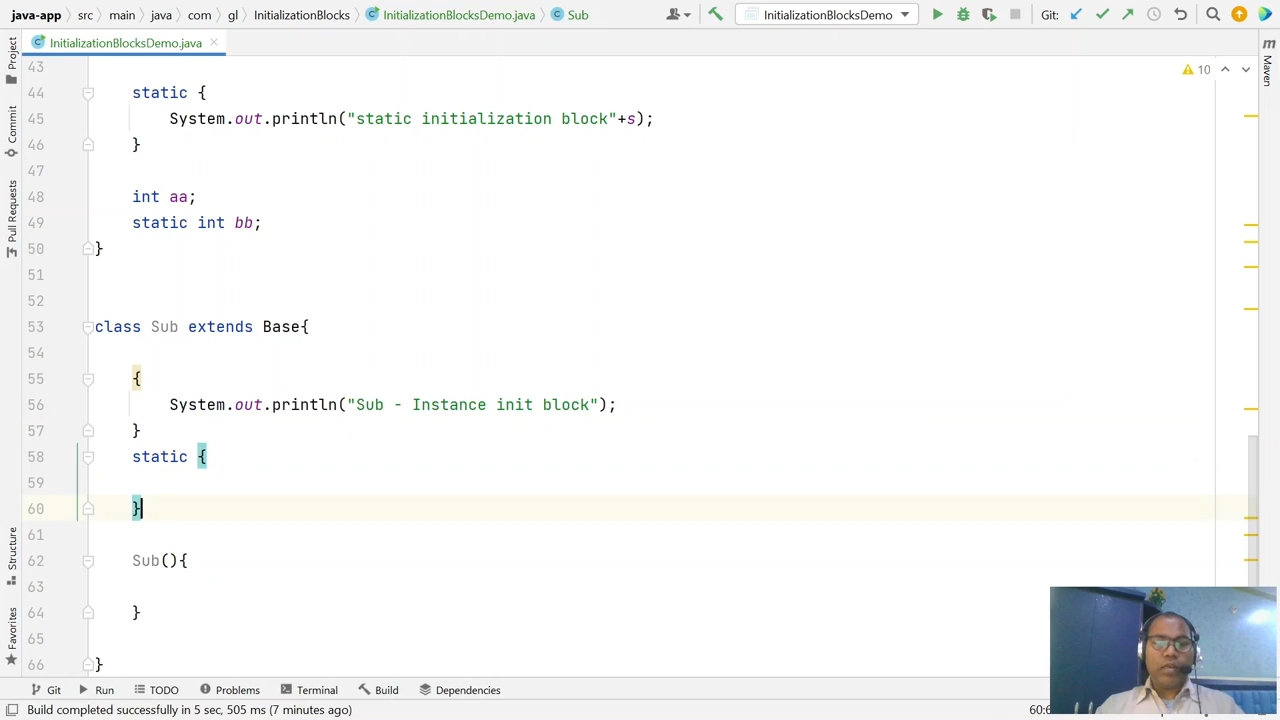 java-app src main java com gl InitializationBlocks InitializationBlocksDemo.java Sub InitializationBlocksDemo Git:
InitializationBlocksDemo.java
Project
Commit
Pull Requests
Structure
Favorites
m
Maven
10
43
44 static {
45 System.out.println("static initialization block"+s);
46 }
47
48 int aa;
49 static int bb;
50 }
51
52
53 class Sub extends Base{
54
55 {
56 System.out.println("Sub - Instance init block");
57 }
58 static {
59
60 }
61
62 Sub(){
63
64 }
65
66 }
Git Run TODO Problems Terminal Build Dependencies
Build completed successfully in 5 sec, 505 ms (7 minutes ago)